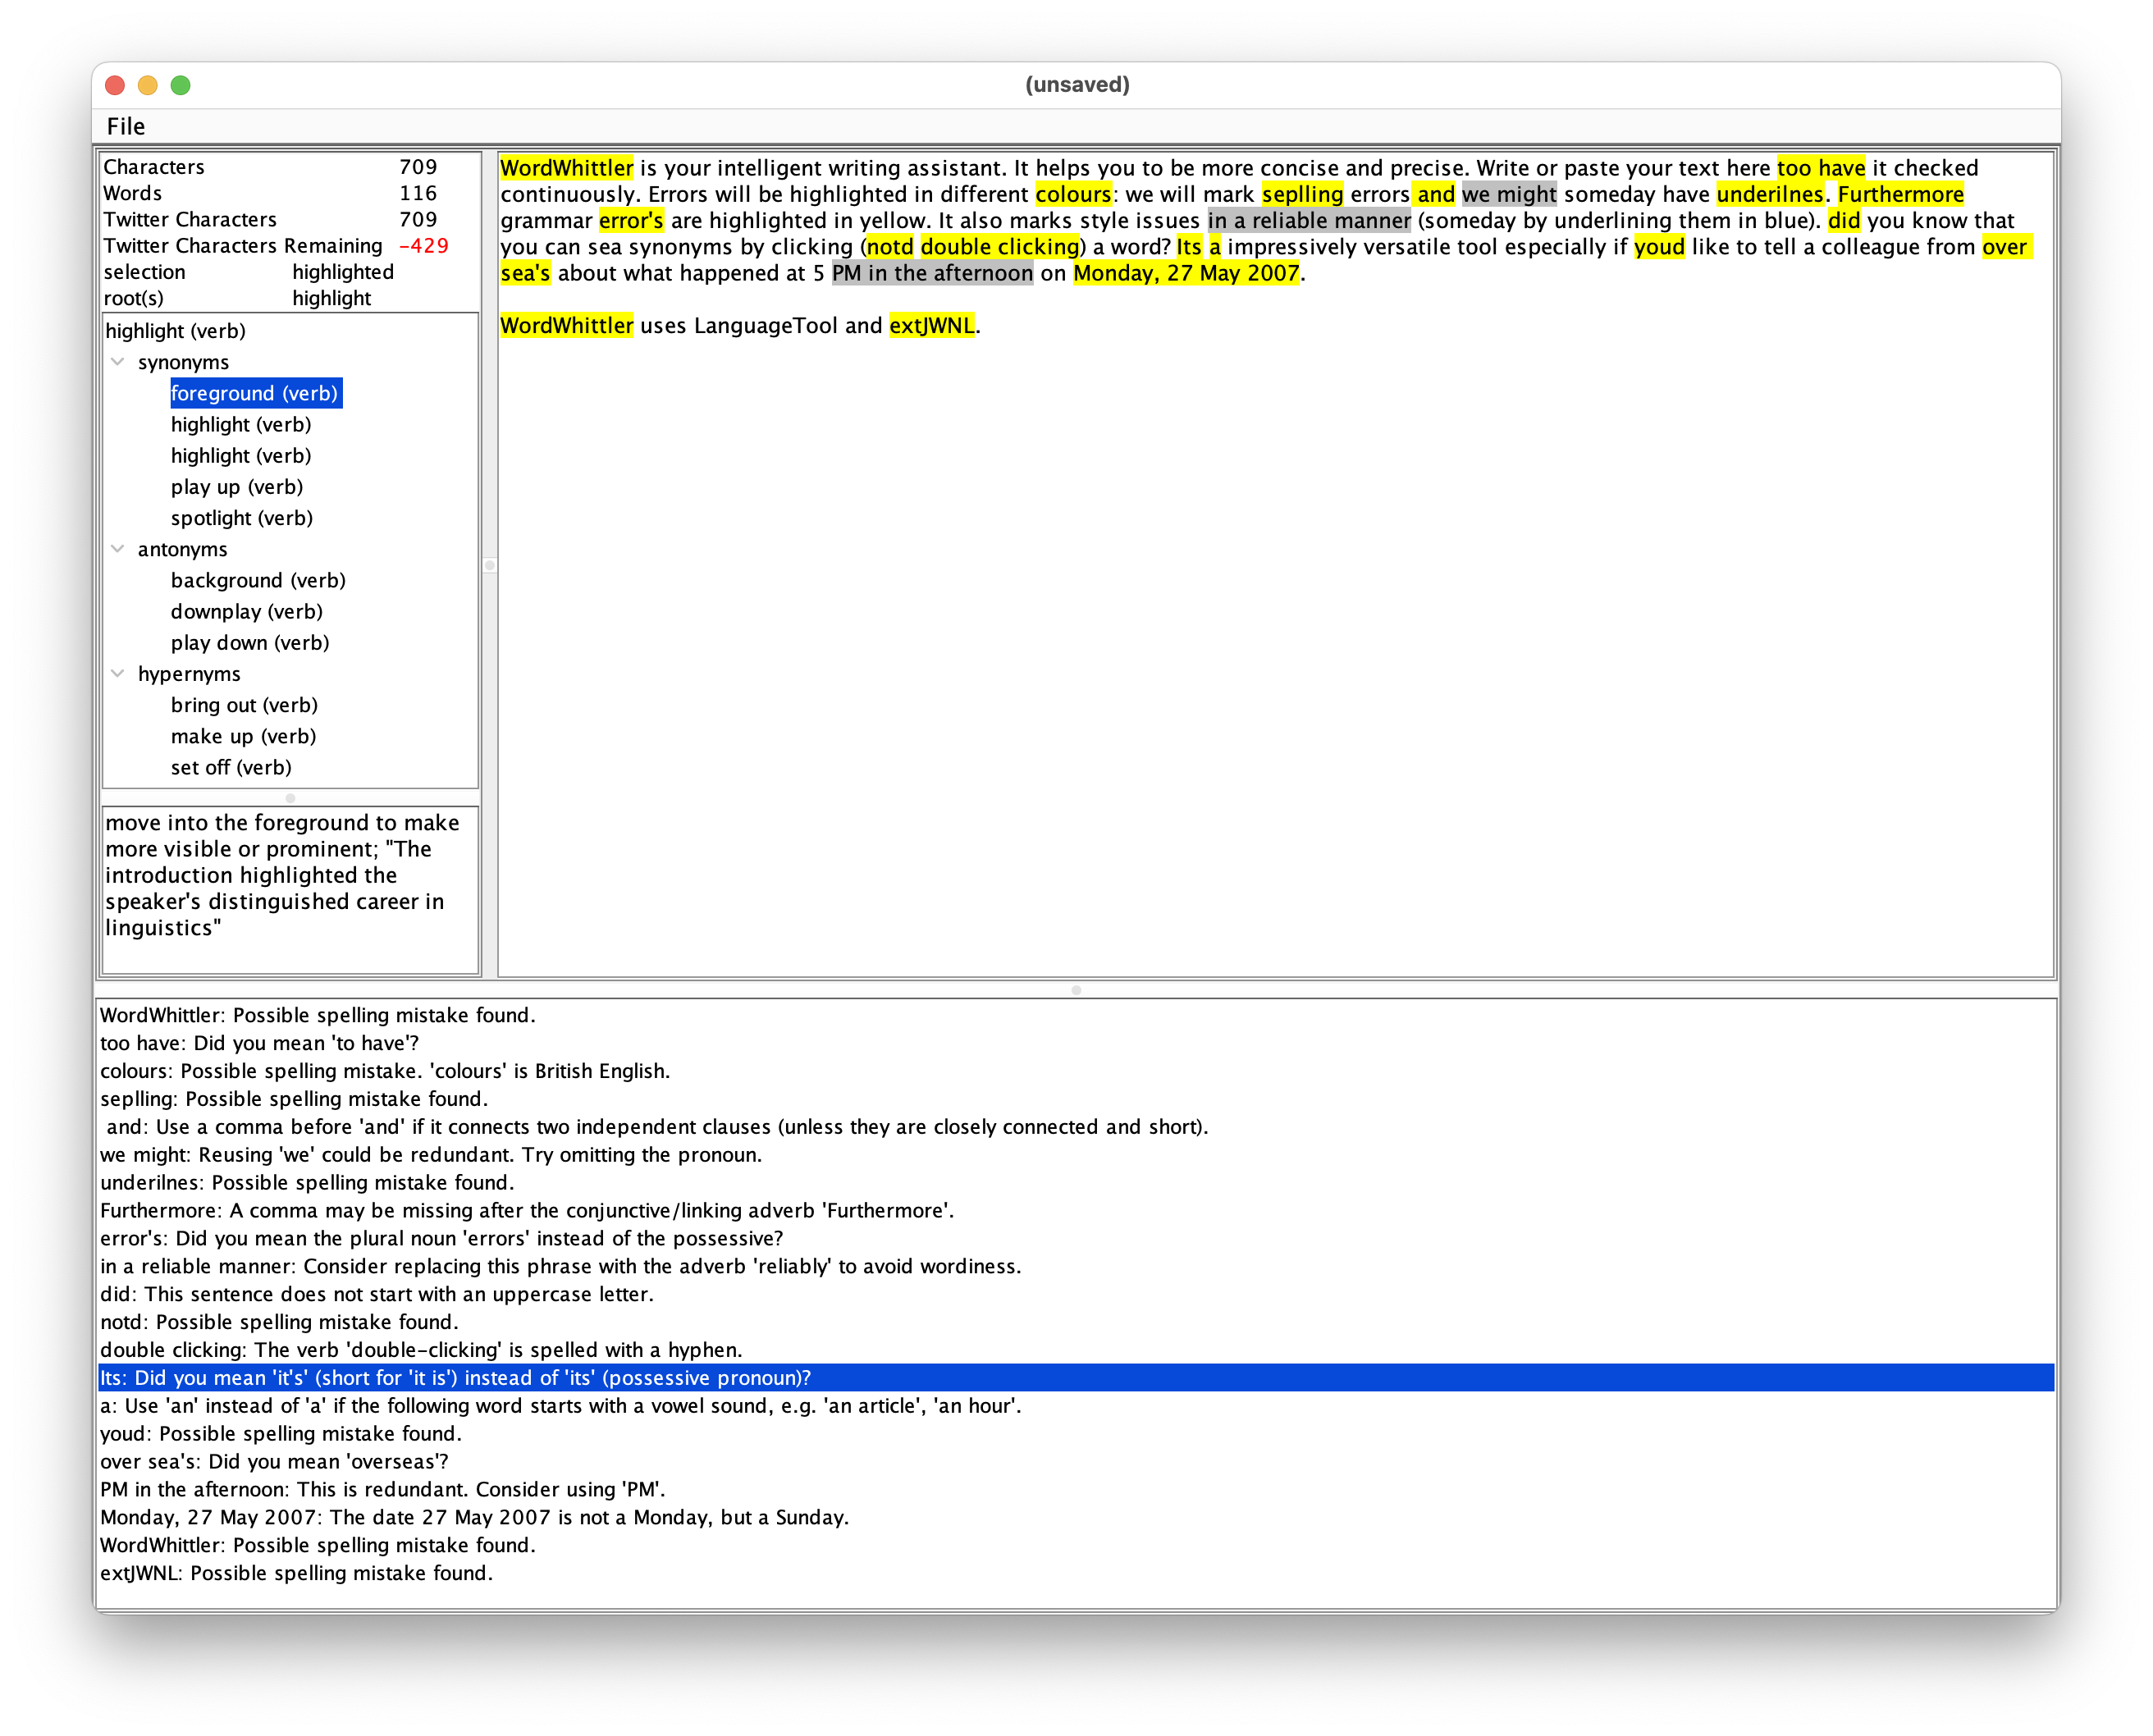 (unsaved)
File
Characters 709
Words 116
Twitter Characters 709
Twitter Characters Remaining -429
selection highlighted
root(s) highlight
highlight (verb)
synonyms
foreground (verb)
highlight (verb)
highlight (verb)
play up (verb)
spotlight (verb)
antonyms
background (verb)
downplay (verb)
play down (verb)
hypernyms
bring out (verb)
make up (verb)
set off (verb)
move into the foreground to make
more visible or prominent; "The
introduction highlighted the
speaker's distinguished career in
linguistics"
WordWhittler is your intelligent writing assistant. It helps you to be more concise and precise. Write or paste your text here too have it checked
continuously. Errors will be highlighted in different colours: we will mark seplling errors and we might someday have underilnes. Furthermore
grammar error's are highlighted in yellow. It also marks style issues in a reliable manner (someday by underlining them in blue). did you know that
you can sea synonyms by clicking (notd double clicking) a word? Its a impressively versatile tool especially if youd like to tell a colleague from over
sea's about what happened at 5 PM in the afternoon on Monday, 27 May 2007.
WordWhittler uses LanguageTool and extJWNL.
WordWhittler: Possible spelling mistake found.
too have: Did you mean 'to have'?
colours: Possible spelling mistake. 'colours' is British English.
seplling: Possible spelling mistake found.
and: Use a comma before 'and' if it connects two independent clauses (unless they are closely connected and short).
we might: Reusing 'we' could be redundant. Try omitting the pronoun.
underilnes: Possible spelling mistake found.
Furthermore: A comma may be missing after the conjunctive/linking adverb 'Furthermore'.
error's: Did you mean the plural noun 'errors' instead of the possessive?
in a reliable manner: Consider replacing this phrase with the adverb 'reliably' to avoid wordiness.
did: This sentence does not start with an uppercase letter.
notd: Possible spelling mistake found.
double clicking: The verb 'double-clicking' is spelled with a hyphen.
Its: Did you mean 'it's' (short for 'it is') instead of 'its' (possessive pronoun)?
a: Use 'an' instead of 'a' if the following word starts with a vowel sound, e.g. 'an article', 'an hour'.
youd: Possible spelling mistake found.
over sea's: Did you mean 'overseas'?
PM in the afternoon: This is redundant. Consider using 'PM'.
Monday, 27 May 2007: The date 27 May 2007 is not a Monday, but a Sunday.
WordWhittler: Possible spelling mistake found.
extJWNL: Possible spelling mistake found.